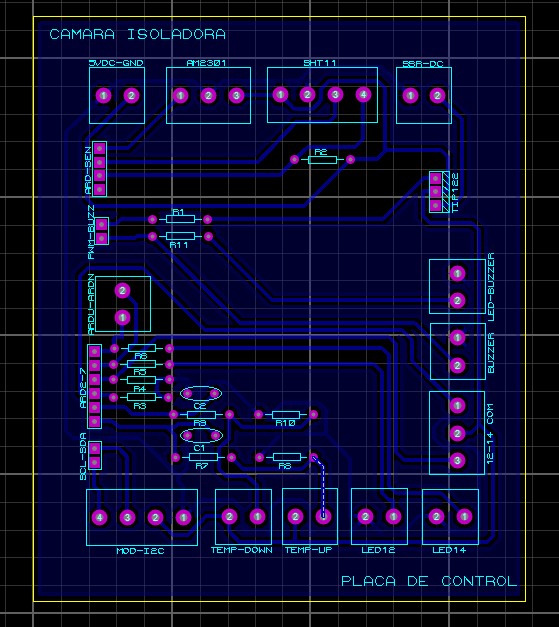 CAMARA ISOLADORA
5VDC-GND AM2301 SHT11 SSR-DC
1 2 1 2 3 1 2 3 4 1 2
ARD-SEN
R2
TIP122
PWM-BUZZ
R1
R11
LED-BUZZER
1
2
ARDU-ARDN
2
1
BUZZER
1
2
R6
R5
R4
R3
ARD2-7
C2
R9 R10
12-14 COM
1
2
3
C1
R7 R8
SCL-SDA
4 3 2 1 2 1 2 1 2 1 2 1
MOD-I2C TEMP-DOWN TEMP-UP LED12 LED14
PLACA DE CONTROL